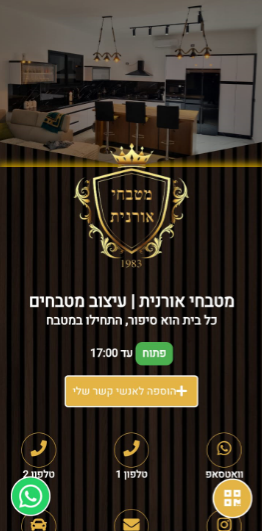 מטבחי
אורנית
1983
מטבחי אורנית | עיצוב מטבחים
כל בית הוא סיפור, התחילו במטבח
פתוח עד 17:00
הוספה לאנשי קשר שלי
וואטסאפ טלפון 1 טלפון 2